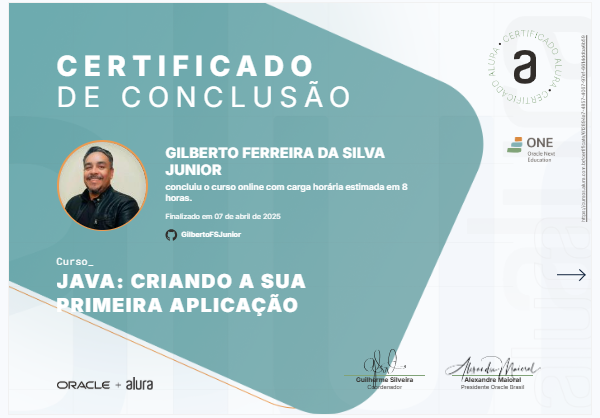 CERTIFICADO
DE CONCLUSÃO
GILBERTO FERREIRA DA SILVA
JUNIOR
concluiu o curso online com carga horária estimada em 8
horas.
Finalizado em 07 de abril de 2025
GilbertoFSJunior
Curso_
JAVA: CRIANDO A SUA
PRIMEIRA APLICAÇÃO
ORACLE + alura
Guilherme Silveira
Coordenador
Alexandre Maioral
Presidente Oracle Brasil
CERTIFICADO ALURA • CERTIFICADO ALURA •
a
ONE
Oracle Next
Education